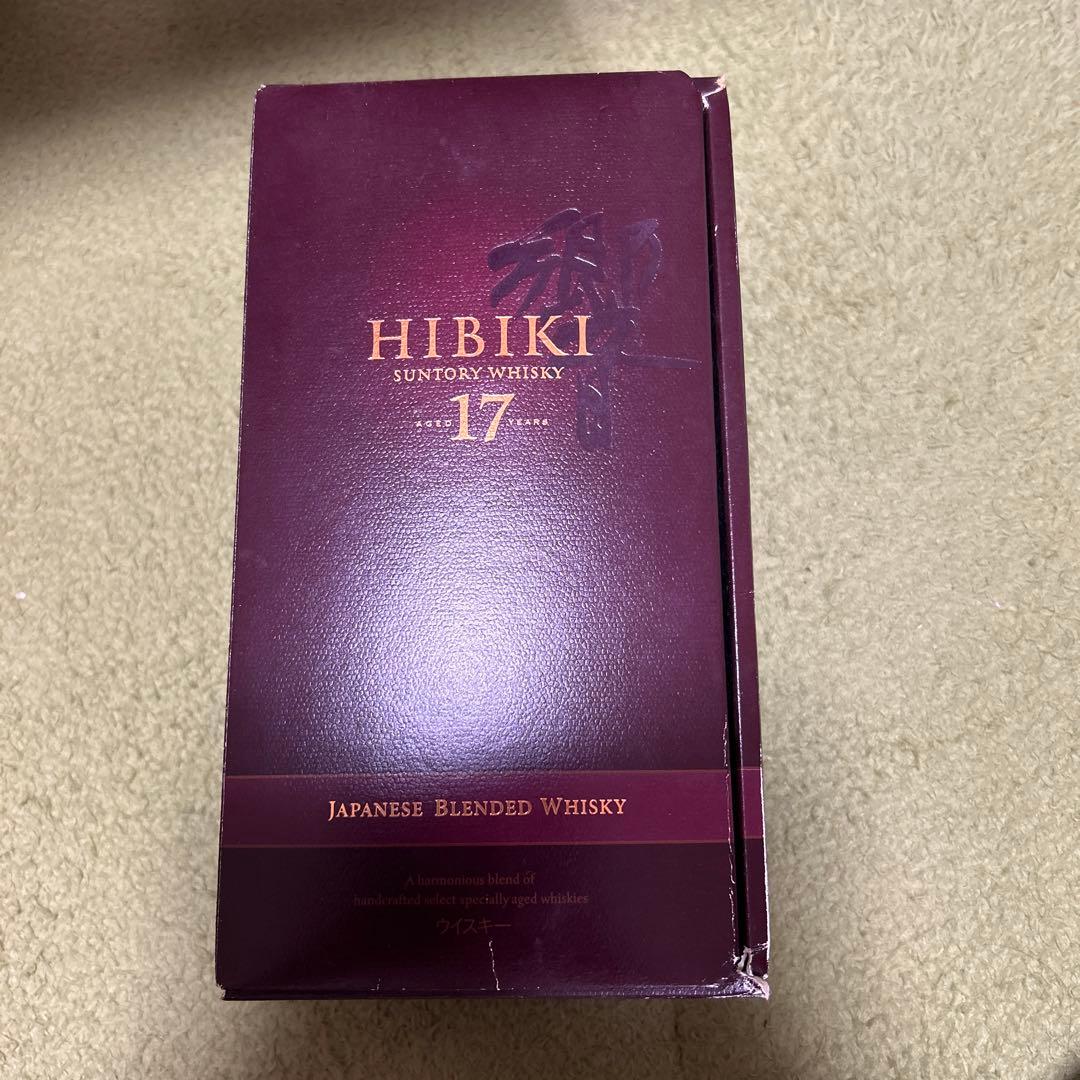 響
HIBIKI
SUNTORY WHISKY
AGED 17 YEARS
JAPANESE BLENDED WHISKY
A harmonious blend of
handcrafted select specially aged whiskies
ウイスキー